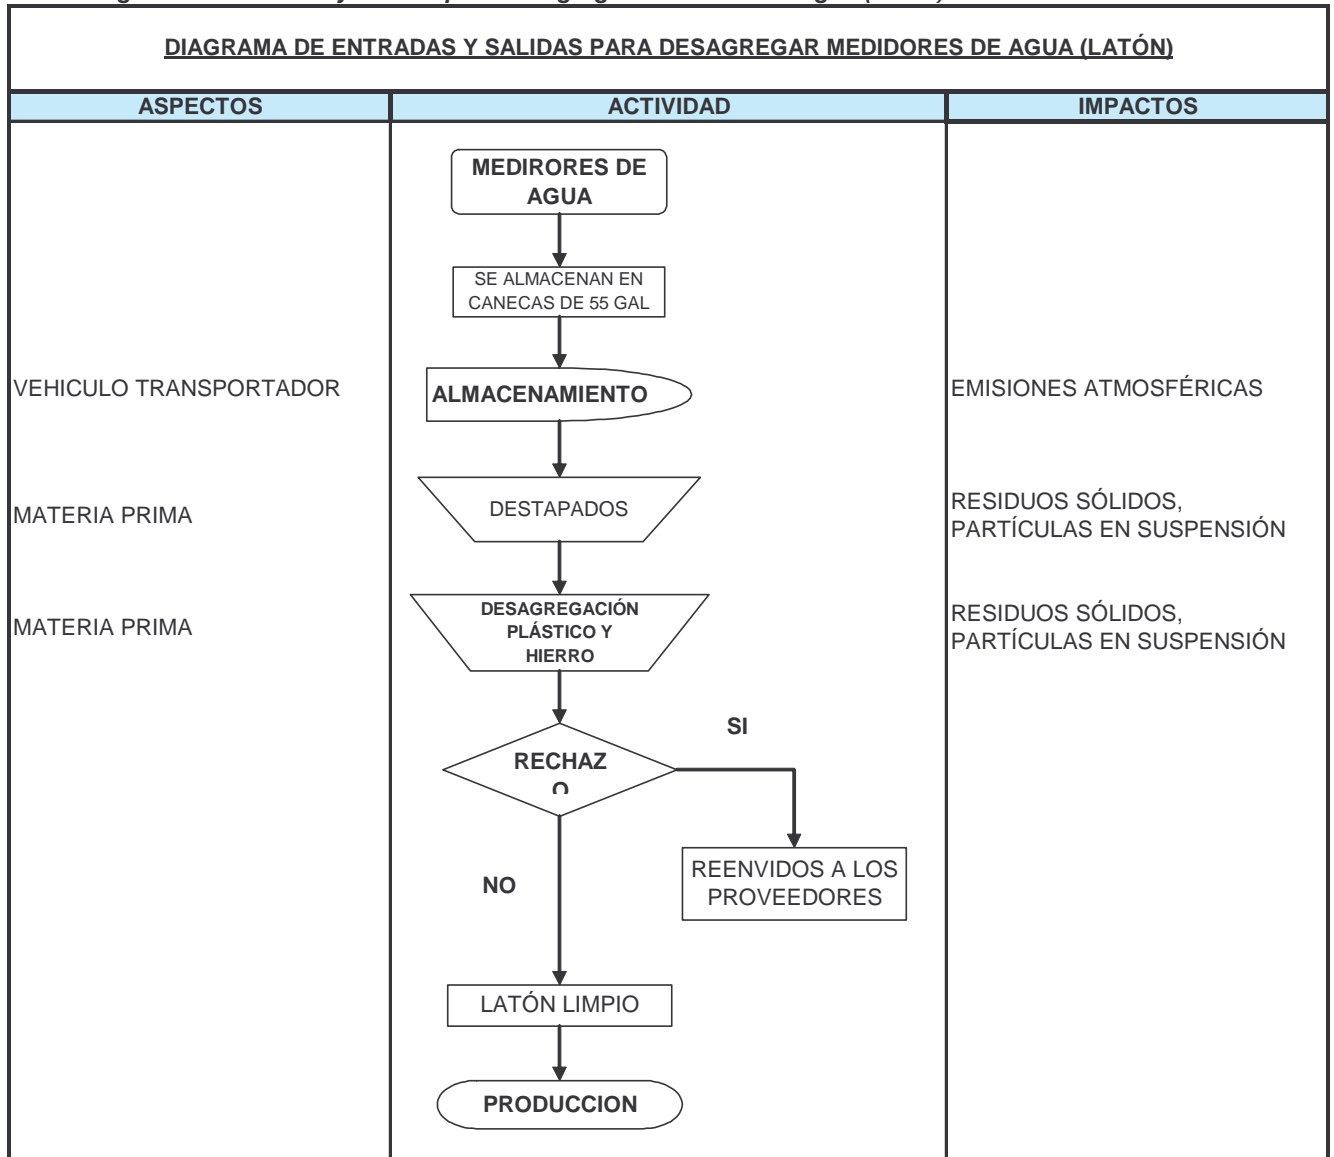 DIAGRAMA DE ENTRADAS Y SALIDAS PARA DESAGREGAR MEDIDORES DE AGUA (LATÓN)
ASPECTOS
ACTIVIDAD
IMPACTOS
MEDIRORES DE
AGUA
SE ALMACENAN EN
CANECAS DE 55 GAL
VEHICULO TRANSPORTADOR
ALMACENAMIENTO
EMISIONES ATMOSFÉRICAS
MATERIA PRIMA
DESTAPADOS
RESIDUOS SÓLIDOS,
PARTÍCULAS EN SUSPENSIÓN
MATERIA PRIMA
DESAGREGACIÓN
PLÁSTICO Y
HIERRO
RESIDUOS SÓLIDOS,
PARTÍCULAS EN SUSPENSIÓN
SI
RECHAZ
O
REENVIDOS A LOS
PROVEEDORES
NO
LATÓN LIMPIO
PRODUCCION